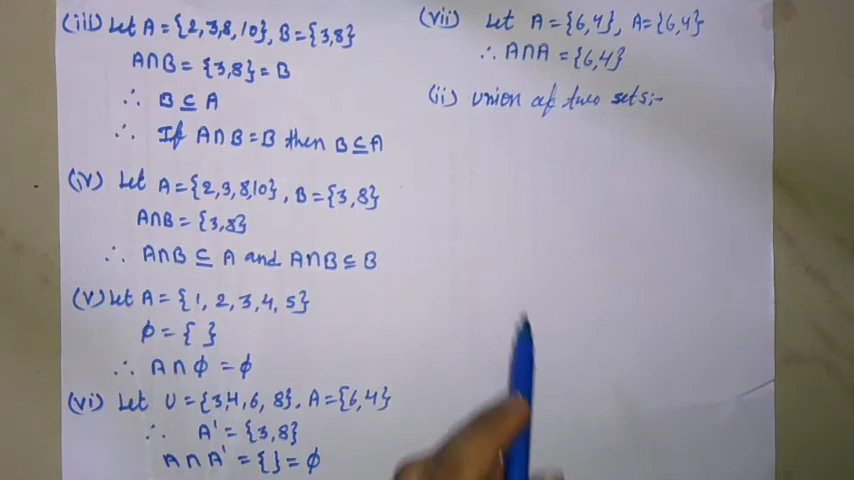 (iii) Let A = {2,3,8,10}, B = {3,8}
A∩B = {3,8} = B
∴ B ⊆ A
∴ If A∩B = B then B ⊆ A
(iv) Let A = {2,3,8,10}, B = {3,8}
A∩B = {3,8}
∴ A∩B ⊆ A and A∩B ⊆ B
(v) Let A = {1, 2, 3, 4, 5}
ϕ = { }
∴ A ∩ ϕ = ϕ
(vi) Let U = {3,4,6,8}, A = {6,4}
∴ A' = {3,8}
A ∩ A' = { } = ϕ
(vii) Let A = {6,4}, A = {6,4}
∴ A∩A = {6,4}
(ii) Union of two sets:-